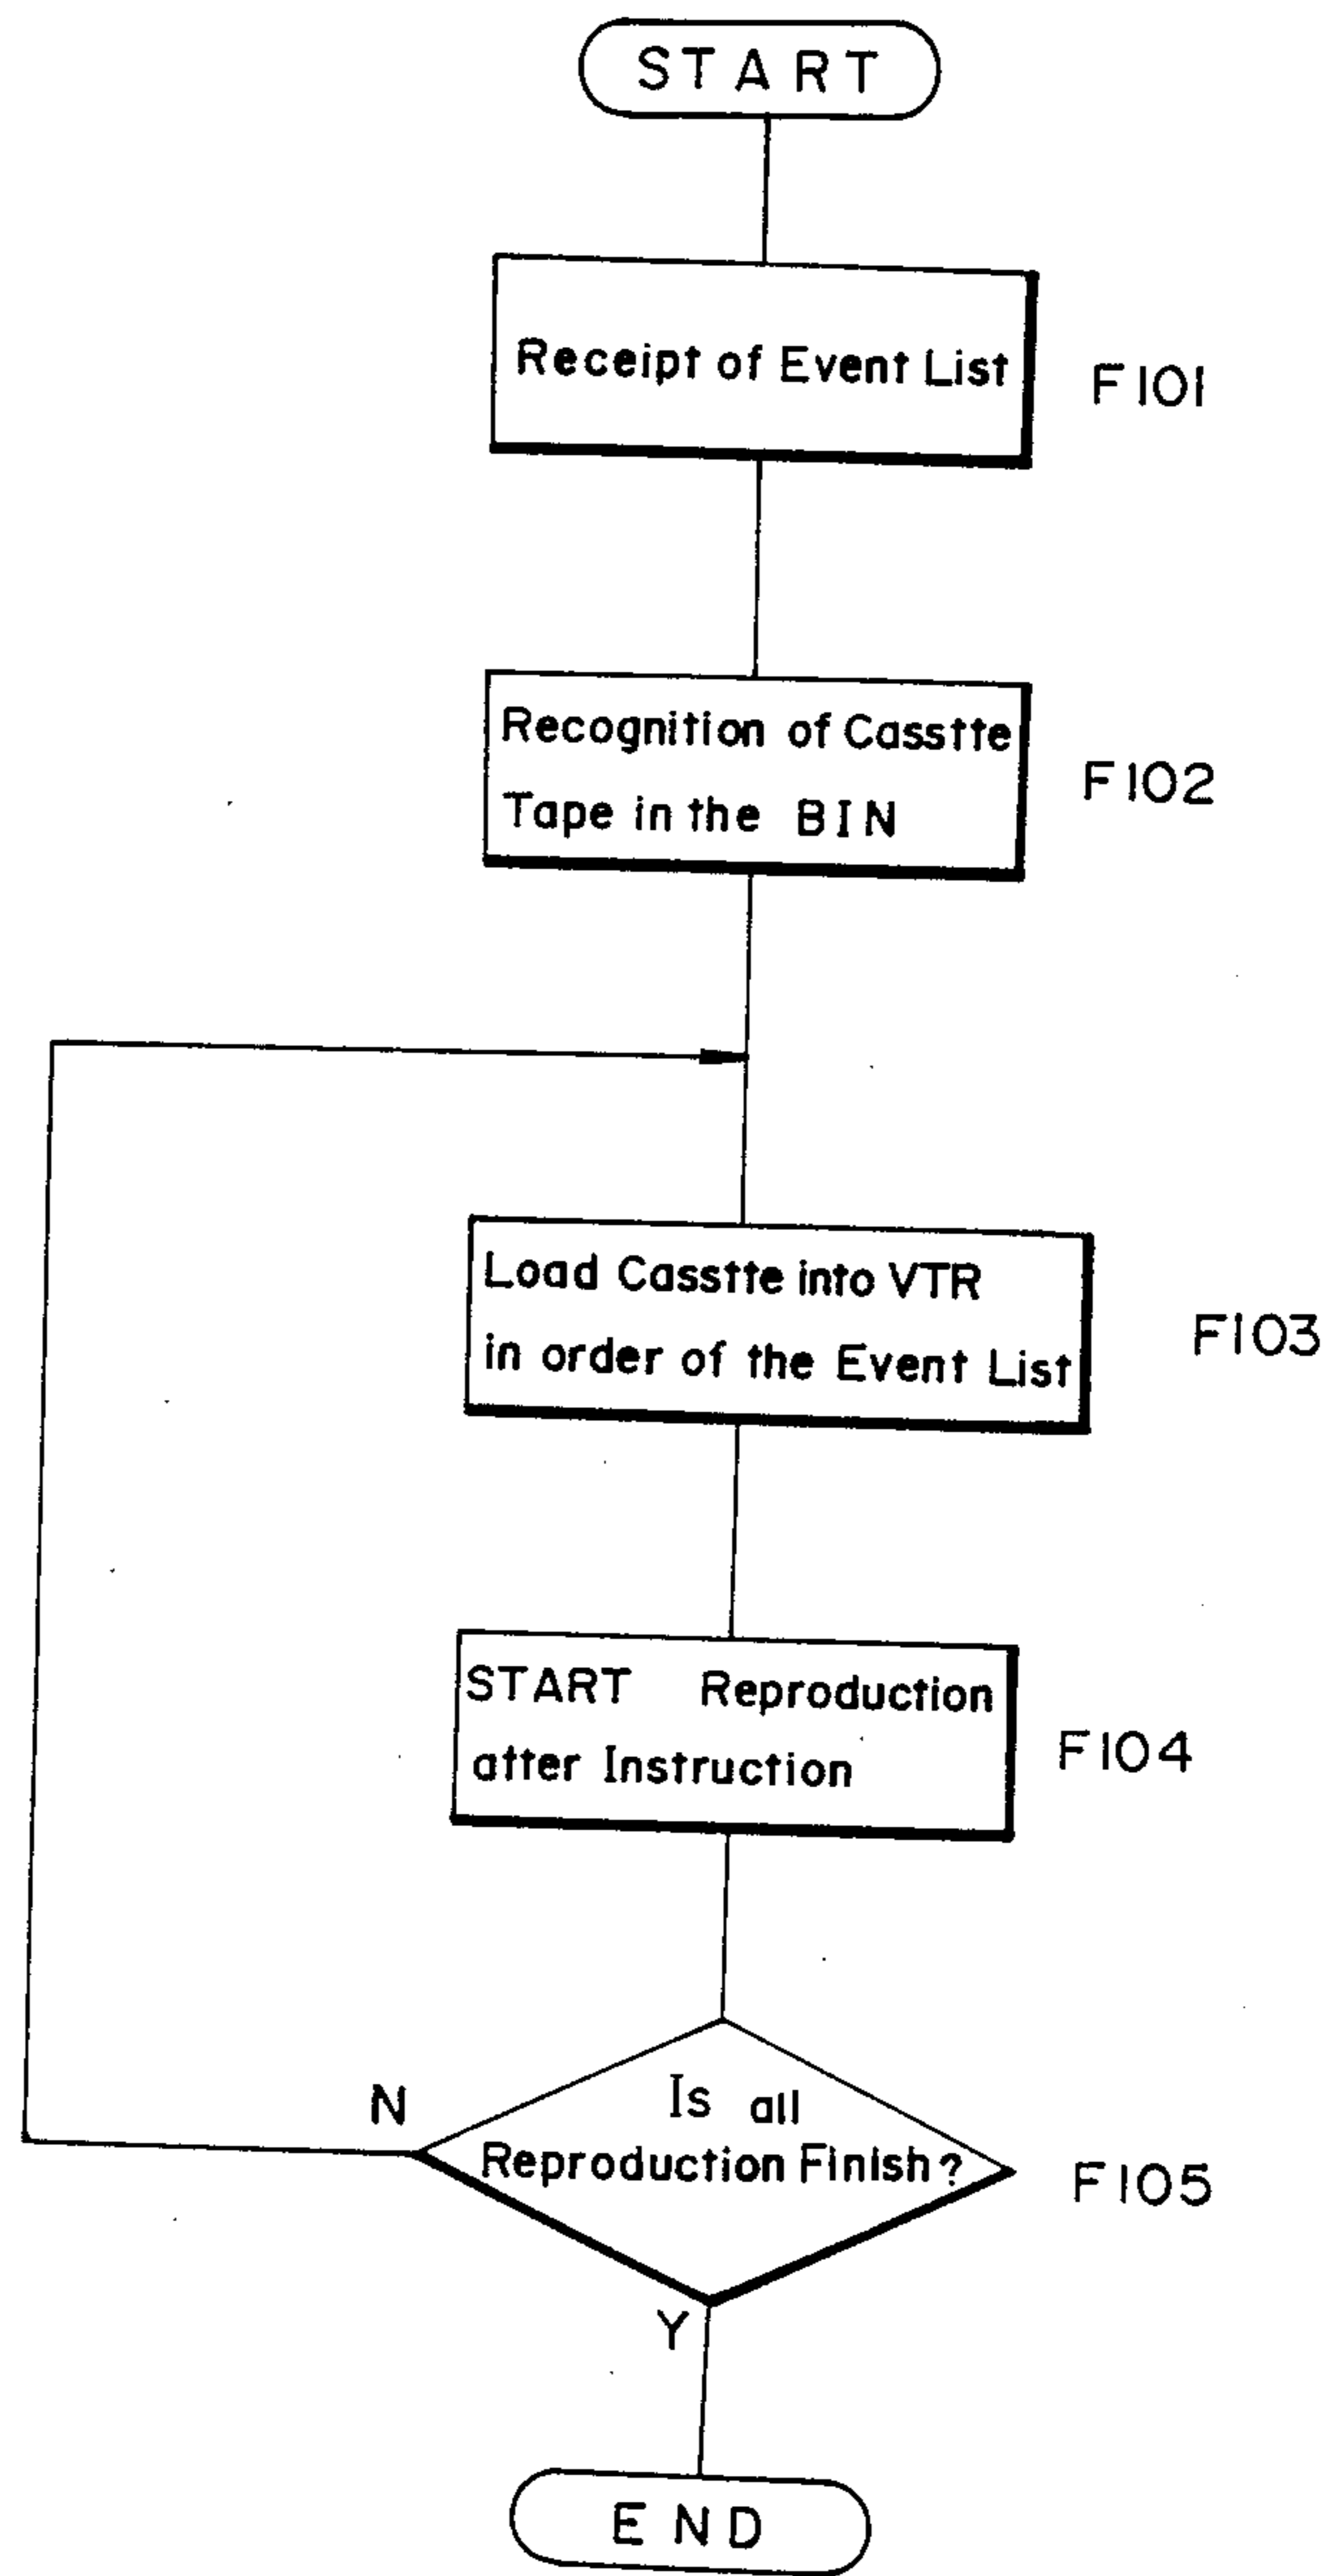 START
Receipt of Event List
F101
Recognition of Casstte
Tape in the BIN
F102
Load Casstte into VTR
in order of the Event List
F103
START Reproduction
after Instruction
F104
Is all
Reproduction Finish?
F105
N
Y
END